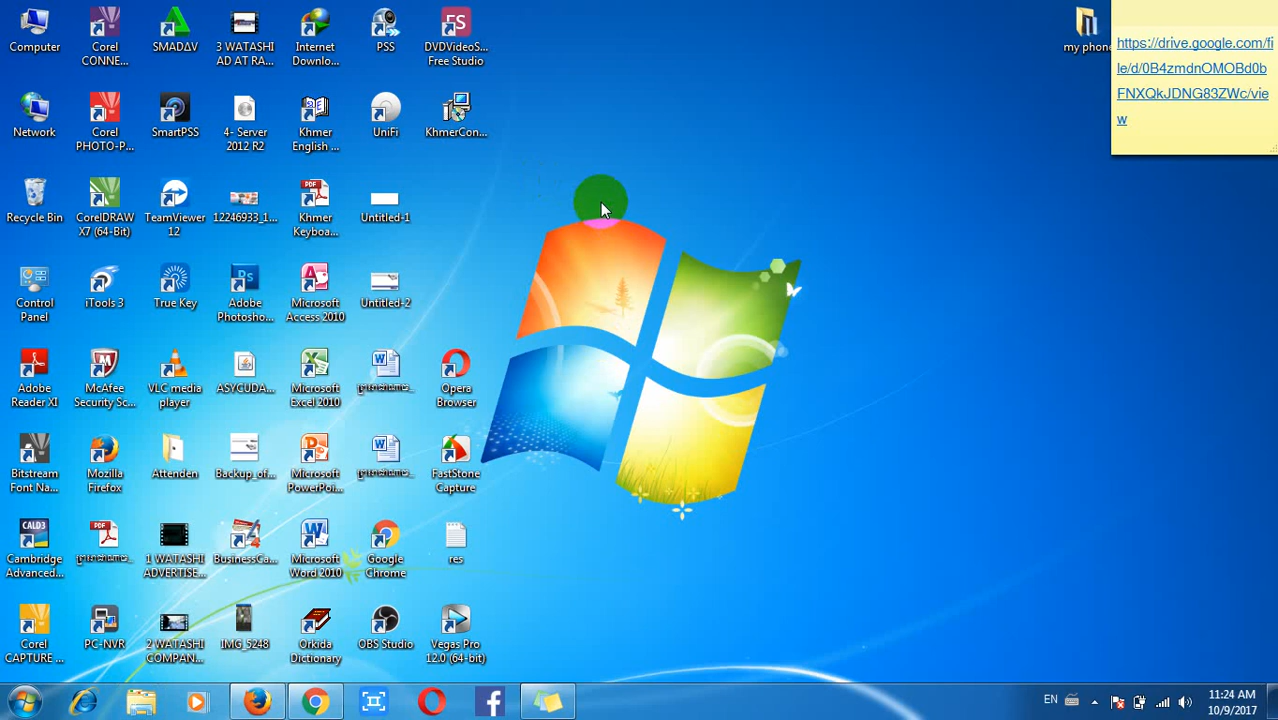 Computer
Corel
CONNE...
SMADΔV
3 WATASHI
AD AT RA...
Internet
Downlo...
PSS
DVDVideoS...
Free Studio
FS
my phone
https://drive.google.com/fi
le/d/0B4zmdnOMOBd0b
FNXQkJDNG83ZWc/vie
w
Network
Corel
PHOTO-P...
SmartPSS
4- Server
2012 R2
Khmer
English ...
UniFi
KhmerCon...
Recycle Bin
CorelDRAW
X7 (64-Bit)
TeamViewer
12
12246933_1...
PDF
Khmer
Keyboa...
Untitled-1
Control
Panel
iTools 3
True Key
Ps
Adobe
Photosho...
Microsoft
Access 2010
Untitled-2
Adobe
Reader XI
McAfee
Security Sc...
VLC media
player
ASYCUDA...
Microsoft
Excel 2010
Opera
Browser
Bitstream
Font Na...
Mozilla
Firefox
Attenden
Backup_of...
Microsoft
PowerPoi...
FastStone
Capture
CALD3
Cambridge
Advanced...
PDF
1 WATASHI
ADVERTISE...
BusinessCa...
Microsoft
Word 2010
Google
Chrome
res
Corel
CAPTURE ...
PC-NVR
2 WATASHI
COMPAN...
IMG_5248
Orkida
Dictionary
OBS Studio
Vegas Pro
12.0 (64-bit)
EN
11:24 AM
10/9/2017